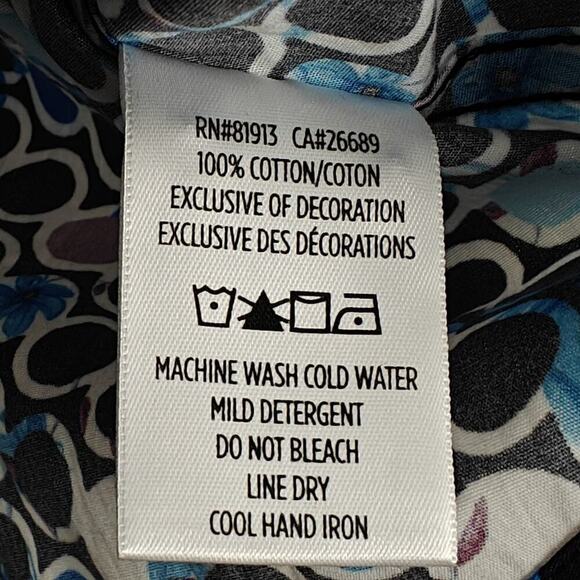 RN#81913 CA#26689
100% COTTON/COTON
EXCLUSIVE OF DECORATION
EXCLUSIVE DES DÉCORATIONS
MACHINE WASH COLD WATER
MILD DETERGENT
DO NOT BLEACH
LINE DRY
COOL HAND IRON